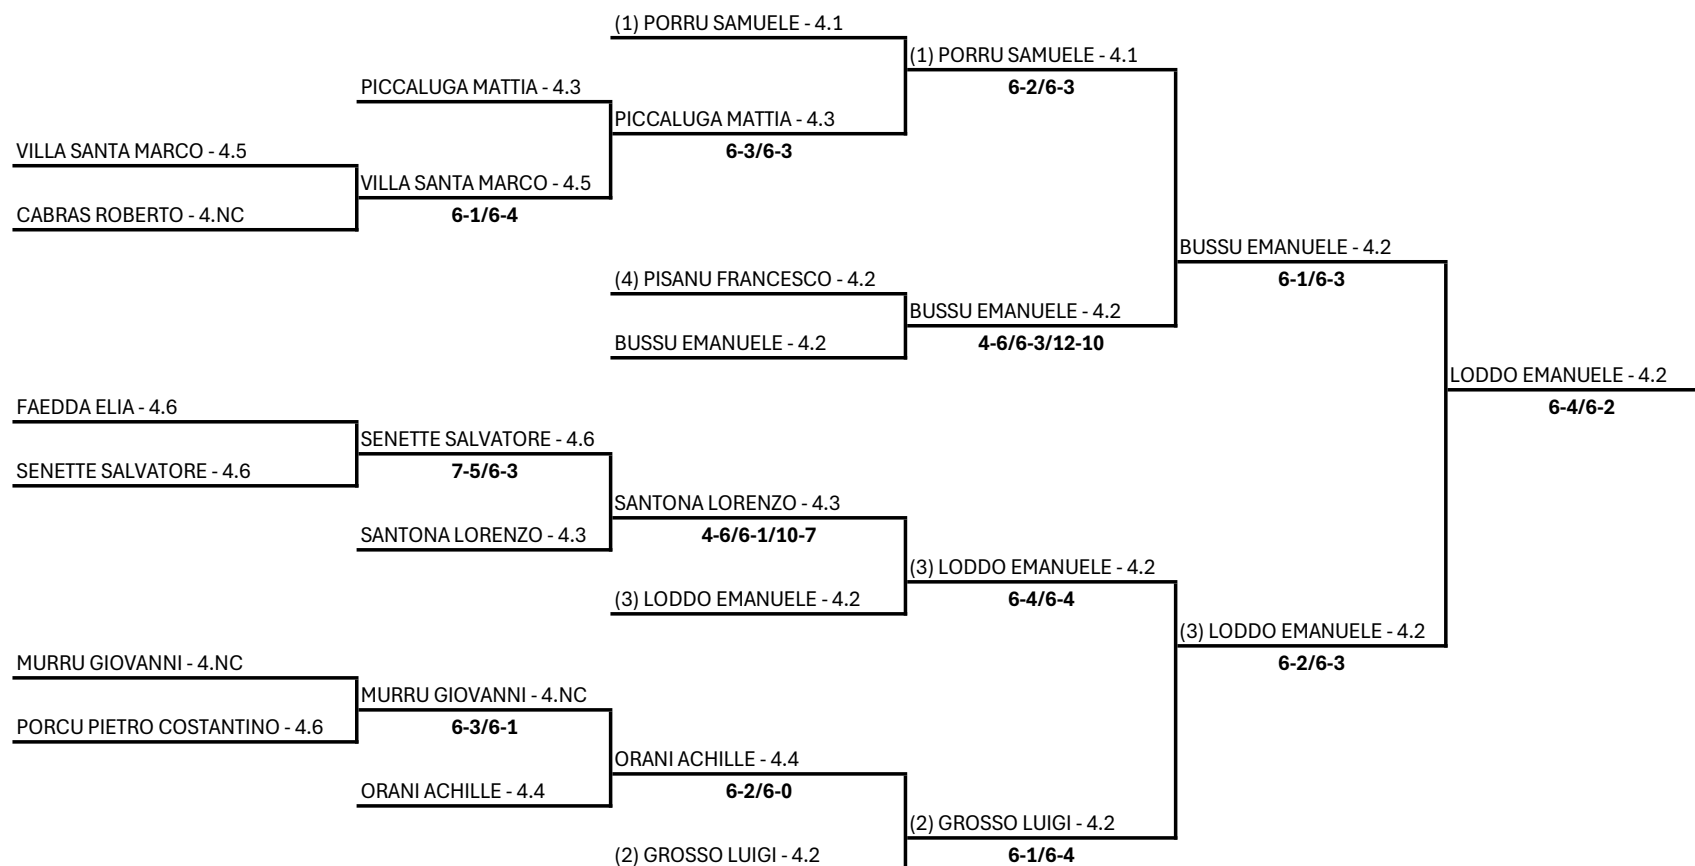 (1) PORRU SAMUELE - 4.1
(1) PORRU SAMUELE - 4.1
PICCALUGA MATTIA - 4.3
6-2/6-3
PICCALUGA MATTIA - 4.3
VILLA SANTA MARCO - 4.5
6-3/6-3
VILLA SANTA MARCO - 4.5
CABRAS ROBERTO - 4.NC
6-1/6-4
BUSSU EMANUELE - 4.2
(4) PISANU FRANCESCO - 4.2
6-1/6-3
BUSSU EMANUELE - 4.2
BUSSU EMANUELE - 4.2
4-6/6-3/12-10
LODDO EMANUELE - 4.2
FAEDDA ELIA - 4.6
6-4/6-2
SENETTE SALVATORE - 4.6
SENETTE SALVATORE - 4.6
7-5/6-3
SANTONA LORENZO - 4.3
SANTONA LORENZO - 4.3
4-6/6-1/10-7
(3) LODDO EMANUELE - 4.2
(3) LODDO EMANUELE - 4.2
6-4/6-4
(3) LODDO EMANUELE - 4.2
MURRU GIOVANNI - 4.NC
6-2/6-3
MURRU GIOVANNI - 4.NC
PORCU PIETRO COSTANTINO - 4.6
6-3/6-1
ORANI ACHILLE - 4.4
ORANI ACHILLE - 4.4
6-2/6-0
(2) GROSSO LUIGI - 4.2
(2) GROSSO LUIGI - 4.2
6-1/6-4